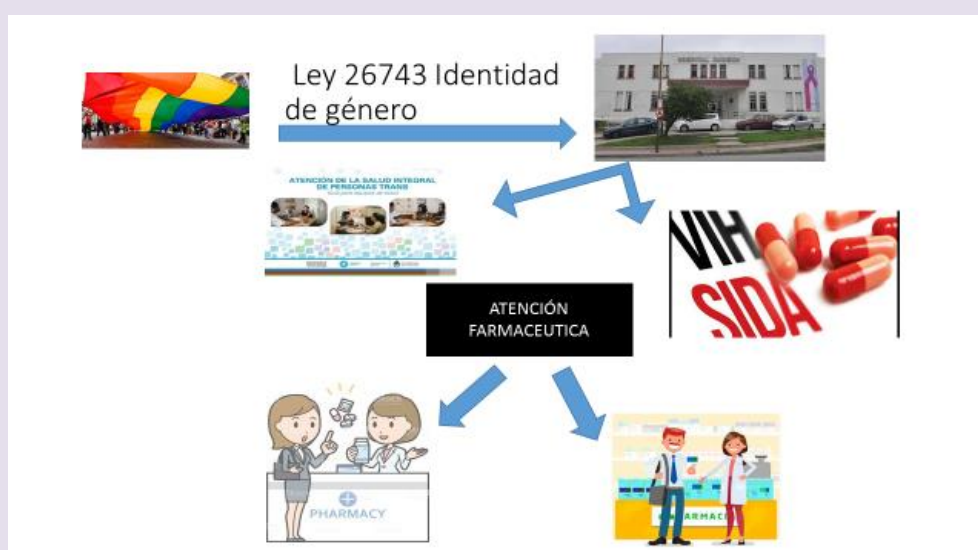 Ley 26743 Identidad
de género
ATENCIÓN DE LA SALUD INTEGRAL
DE PERSONAS TRANS
VIH
SIDA
ATENCIÓN
FARMACEUTICA
PHARMACY